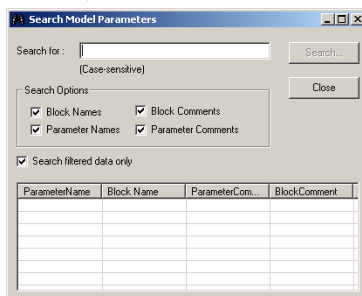 Search Model Parameters
Search for :
Search...
(Case-sensitive)
Close
Search Options
Block Names
Block Comments
Parameter Names
Parameter Comments
Search filtered data only
ParameterName
Block Name
ParameterCom...
BlockComment